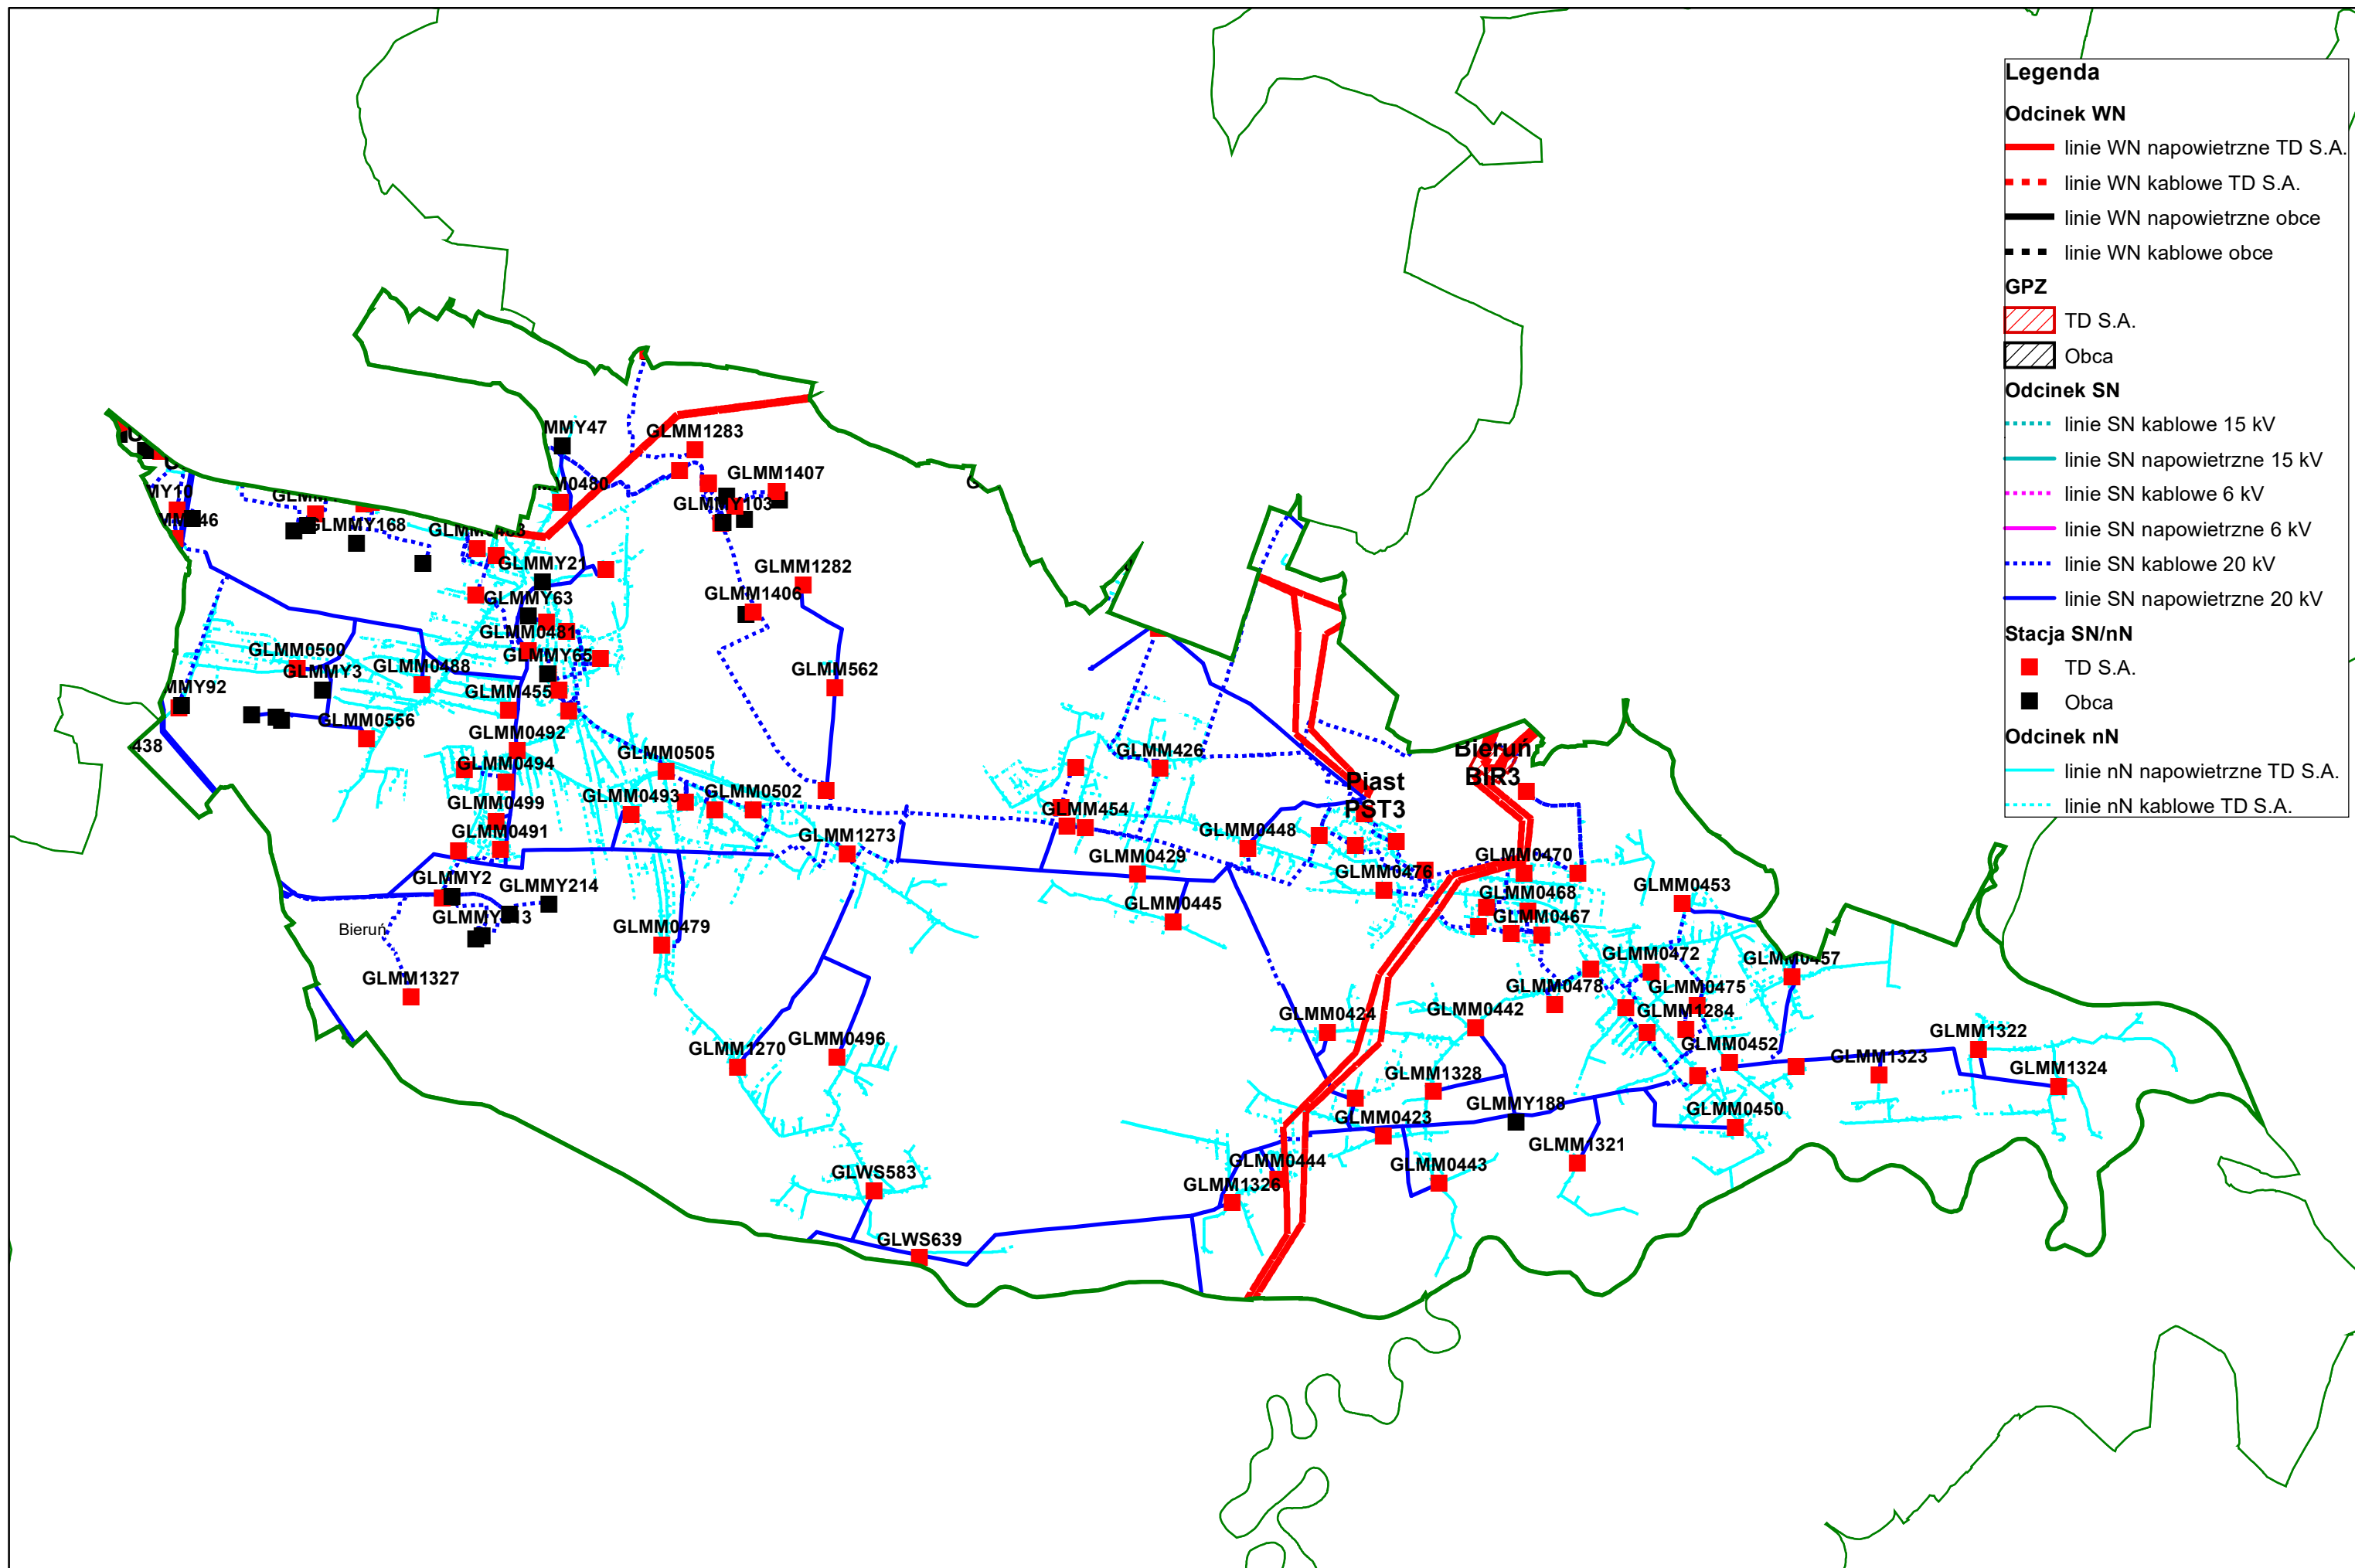 Legenda
Odcinek WN
linie WN napowietrzne TD S.A.
linie WN kablowe TD S.A.
linie WN napowietrzne obce
linie WN kablowe obce
GPZ
TD S.A.
Obca
Odcinek SN
linie SN kablowe 15 kV
linie SN napowietrzne 15 kV
linie SN kablowe 6 kV
linie SN napowietrzne 6 kV
linie SN kablowe 20 kV
linie SN napowietrzne 20 kV
Stacja SN/nN
TD S.A.
Obca
Odcinek nN
linie nN napowietrzne TD S.A.
linie nN kablowe TD S.A.
MMY47
GLMM1283
GLMM1407
GLMMY103
GLMMY168
GLMMY21
GLMM1282
GLMM1406
GLMMY63
GLMM0481
GLMMY65
GLMM0500
GLMMY3
GLMM0488
GLMM455
GLMM562
MMY92
GLMM0556
438
GLMM0492
GLMM0494
GLMM0505
GLMM0499
GLMM0493
GLMM0502
GLMM0491
GLMM1273
GLMM426
GLMM454
Piast
PST3
Bieruń
BIR3
GLMM0448
GLMM0429
GLMM0476
GLMM0470
GLMM0468
GLMM0453
GLMM0467
GLMM0445
GLMMY2
GLMMY214
Bieruń
GLMM0479
GLMM1327
GLMM0472
GLMM0457
GLMM0478
GLMM0475
GLMM1284
GLMM0442
GLMM0424
GLMM0452
GLMM1322
GLMM1323
GLMM1324
GLMM0496
GLMM1270
GLMM1328
GLMMY188
GLMM0423
GLMM0450
GLMM1321
GLMM0443
GLMM0444
GLMM1326
GLWS583
GLWS639